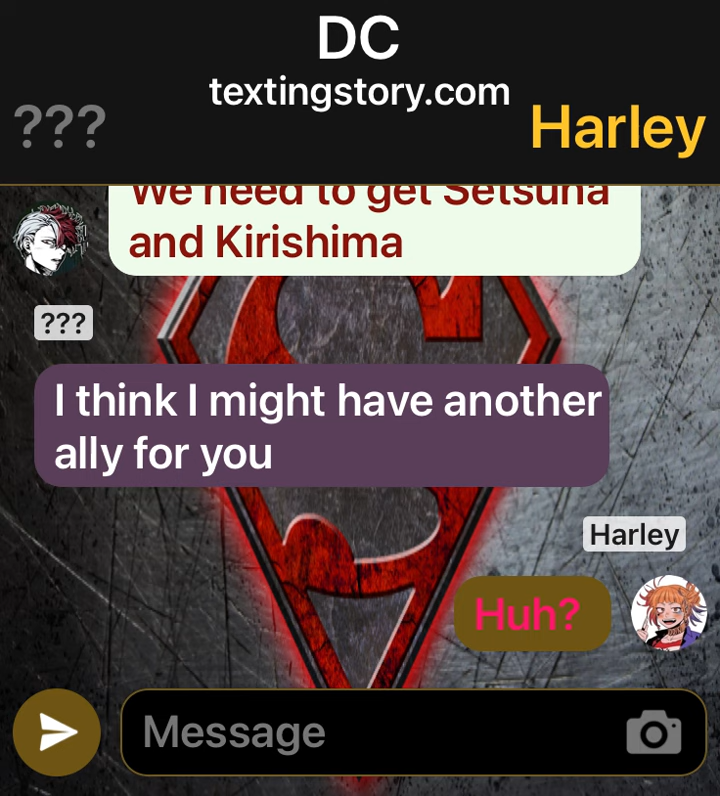 DC
textingstory.com
???
Harley
We need to get Setsuna
and Kirishima
???
I think I might have another
ally for you
Harley
Huh?
Message